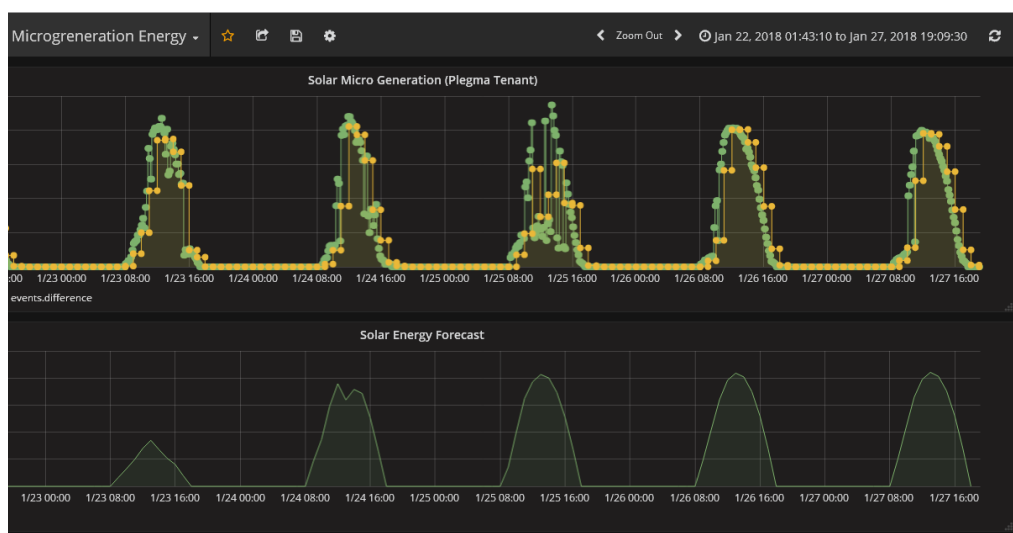 Microgreneration Energy
Zoom Out
Jan 22, 2018 01:43:10 to Jan 27, 2018 19:09:30
Solar Micro Generation (Plegma Tenant)
:00 1/23 00:00 1/23 08:00 1/23 16:00 1/24 00:00 1/24 08:00 1/24 16:00 1/25 00:00 1/25 08:00 1/25 16:00 1/26 00:00 1/26 08:00 1/26 16:00 1/27 00:00 1/27 08:00 1/27 16:00
events.difference
Solar Energy Forecast
1/23 00:00 1/23 08:00 1/23 16:00 1/24 00:00 1/24 08:00 1/24 16:00 1/25 00:00 1/25 08:00 1/25 16:00 1/26 00:00 1/26 08:00 1/26 16:00 1/27 00:00 1/27 08:00 1/27 16:00